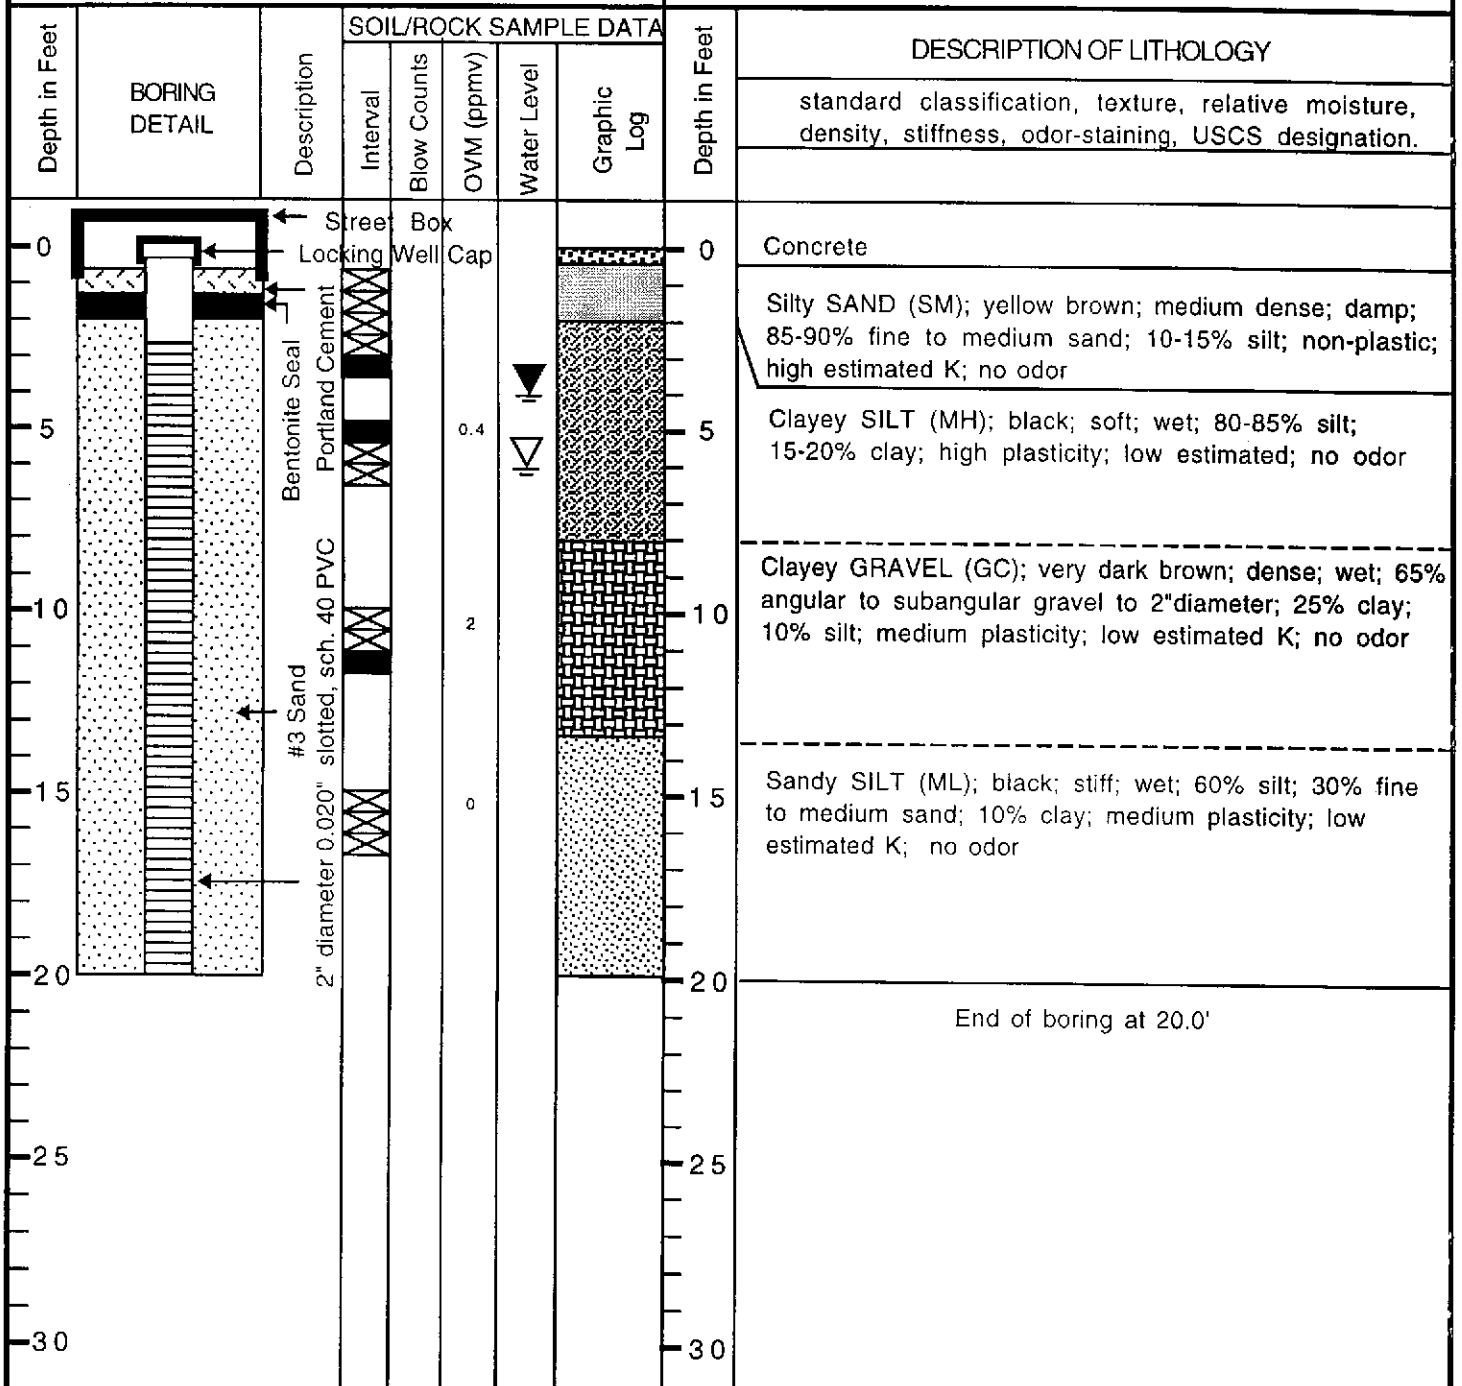 SOIL/ROCK SAMPLE DATA
Depth in Feet
BORING
DETAIL
Description
Interval
Blow Counts
OVM (ppmv)
Water Level
Graphic
Log
Depth in Feet
DESCRIPTION OF LITHOLOGY
standard classification, texture, relative moisture,
density, stiffness, odor-staining, USCS designation.
Street Box
Locking Well Cap
Portland Cement
Bentonite Seal
#3 Sand
2" diameter 0.020" slotted, sch. 40 PVC
0
5
10
15
20
25
30
0.4
2
0
0
5
10
15
20
25
30
Concrete
Silty SAND (SM); yellow brown; medium dense; damp;
85-90% fine to medium sand; 10-15% silt; non-plastic;
high estimated K; no odor
Clayey SILT (MH); black; soft; wet; 80-85% silt;
15-20% clay; high plasticity; low estimated; no odor
Clayey GRAVEL (GC); very dark brown; dense; wet; 65%
angular to subangular gravel to 2"diameter; 25% clay;
10% silt; medium plasticity; low estimated K; no odor
Sandy SILT (ML); black; stiff; wet; 60% silt; 30% fine
to medium sand; 10% clay; medium plasticity; low
estimated K; no odor
End of boring at 20.0'